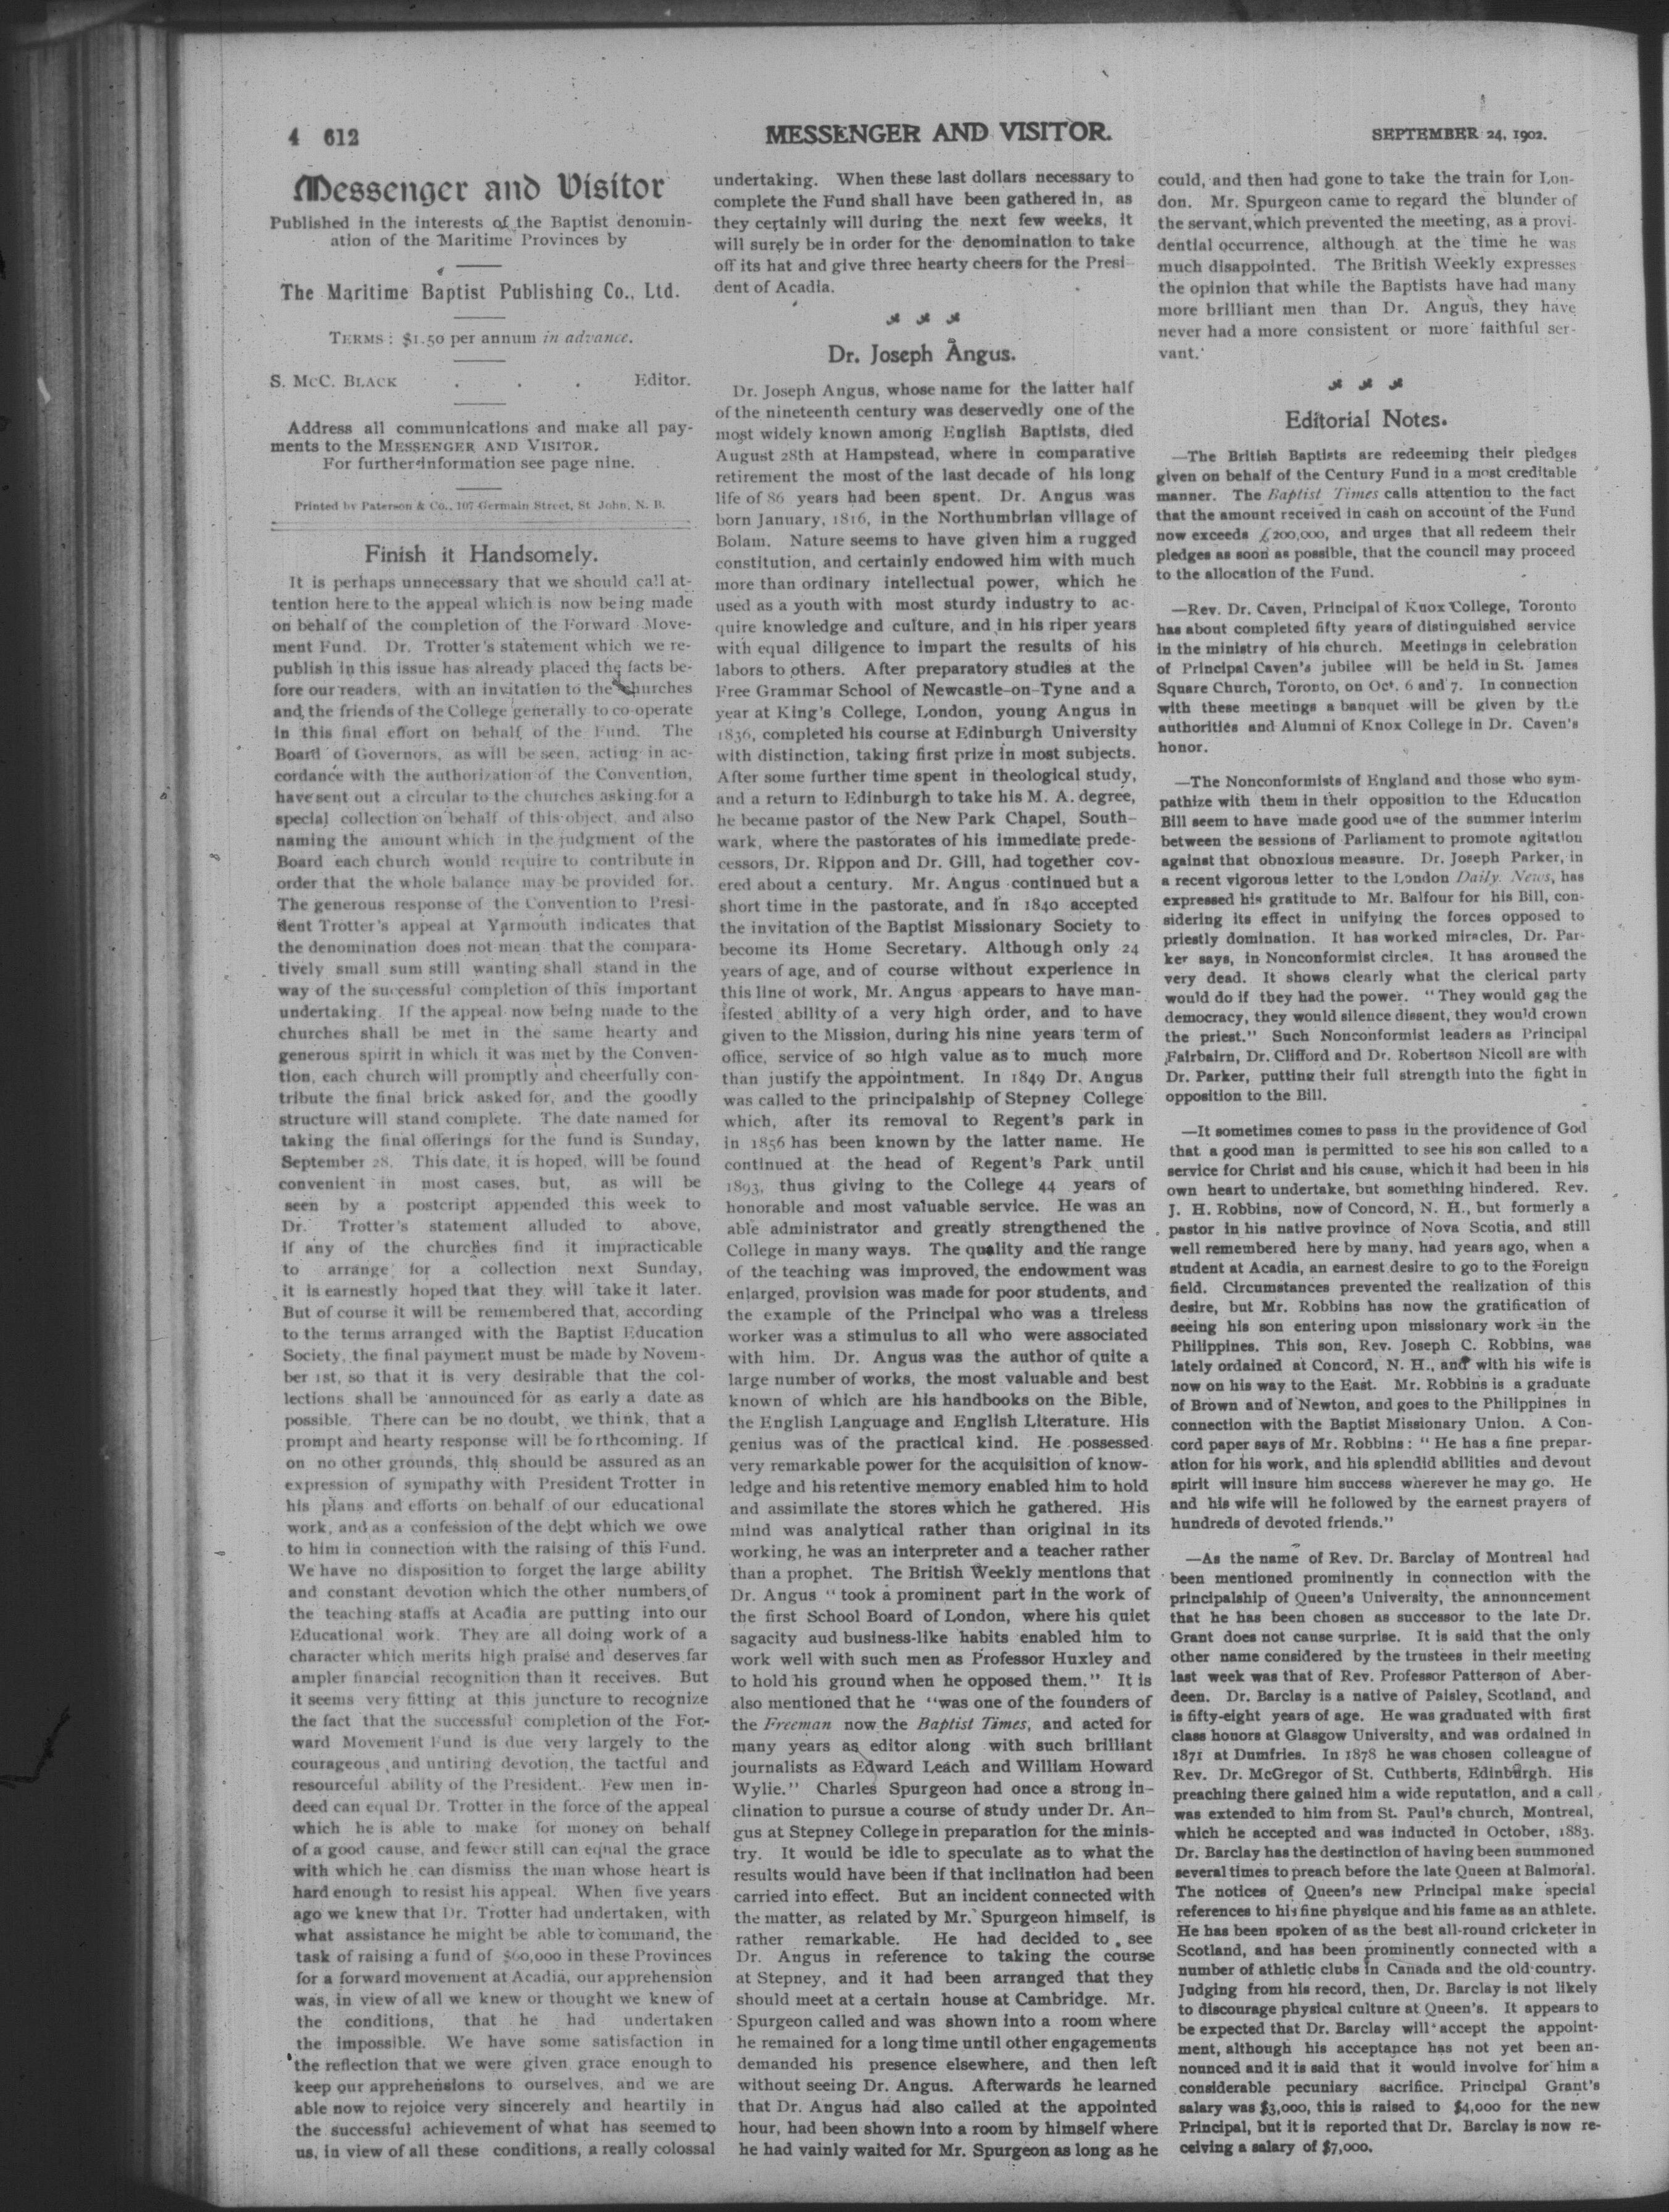 4 612
MESSENGER AND VISITOR.
SEPTEMBER 24, 1902.
Messenger and Visitor
Published in the interests of the Baptist denomin-
ation of the Maritime Provinces by
The Maritime Baptist Publishing Co., Ltd.
TERMS : $1.50 per annum in advance.
S. McC. BLACK . . . Editor.
Address all communications and make all pay-
ments to the MESSENGER AND VISITOR.
For further information see page nine.
Printed by Paterson & Co., 107 Germain Street, St John, N. B.
Finish it Handsomely.
It is perhaps unnecessary that we should call at-
tention here to the appeal which is now being made
on behalf of the completion of the Forward Move-
ment Fund. Dr. Trotter's statement which we re-
publish in this issue has already placed the facts be-
fore our readers, with an invitation to the churches
and the friends of the College generally to co-operate
in this final effort on behalf of the Fund. The
Board of Governors, as will be seen, acting in ac-
cordance with the authorization of the Convention,
have sent out a circular to the churches asking for a
special collection on behalf of this object, and also
naming the amount which in the judgment of the
Board each church would require to contribute in
order that the whole balance may be provided for.
The generous response of the Convention to Presi-
dent Trotter's appeal at Yarmouth indicates that
the denomination does not mean that the compara-
tively small sum still wanting shall stand in the
way of the successful completion of this important
undertaking. If the appeal now being made to the
churches shall be met in the same hearty and
generous spirit in which it was met by the Conven-
tion, each church will promptly and cheerfully con-
tribute the final brick asked for, and the goodly
structure will stand complete. The date named for
taking the final offerings for the fund is Sunday,
September 28. This date, it is hoped, will be found
convenient in most cases, but, as will be
seen by a postcript appended this week to
Dr. Trotter's statement alluded to above,
if any of the churches find it impracticable
to arrange for a collection next Sunday,
it is earnestly hoped that they will take it later.
But of course it will be remembered that, according
to the terms arranged with the Baptist Education
Society, the final payment must be made by Novem-
ber 1st, so that it is very desirable that the col-
lections shall be announced for as early a date as
possible. There can be no doubt, we think, that a
prompt and hearty response will be forthcoming. If
on no other grounds, this should be assured as an
expression of sympathy with President Trotter in
his plans and efforts on behalf of our educational
work, and as a confession of the debt which we owe
to him in connection with the raising of this Fund.
We have no disposition to forget the large ability
and constant devotion which the other numbers of
the teaching staffs at Acadia are putting into our
Educational work. They are all doing work of a
character which merits high praise and deserves far
ampler financial recognition than it receives. But
it seems very fitting at this juncture to recognize
the fact that the successful completion of the For-
ward Movement Fund is due very largely to the
courageous and untiring devotion, the tactful and
resourceful ability of the President. Few men in-
deed can equal Dr. Trotter in the force of the appeal
which he is able to make for money on behalf
of a good cause, and fewer still can equal the grace
with which he can dismiss the man whose heart is
hard enough to resist his appeal. When five years
ago we knew that Dr. Trotter had undertaken, with
what assistance he might be able to command, the
task of raising a fund of $60,000 in these Provinces
for a forward movement at Acadia, our apprehension
was, in view of all we knew or thought we knew of
the conditions, that he had undertaken
the impossible. We have some satisfaction in
the reflection that we were given grace enough to
keep our apprehensions to ourselves, and we are
able now to rejoice very sincerely and heartily in
the successful achievement of what has seemed to
us, in view of all these conditions, a really colossal
undertaking. When these last dollars necessary to
complete the Fund shall have been gathered in, as
they certainly will during the next few weeks, it
will surely be in order for the denomination to take
off its hat and give three hearty cheers for the Presi-
dent of Acadia.
Dr. Joseph Angus.
Dr. Joseph Angus, whose name for the latter half
of the nineteenth century was deservedly one of the
most widely known among English Baptists, died
August 28th at Hampstead, where in comparative
retirement the most of the last decade of his long
life of 86 years had been spent. Dr. Angus was
born January, 1816, in the Northumbrian village of
Bolam. Nature seems to have given him a rugged
constitution, and certainly endowed him with much
more than ordinary intellectual power, which he
used as a youth with most sturdy industry to ac-
quire knowledge and culture, and in his riper years
with equal diligence to impart the results of his
labors to others. After preparatory studies at the
Free Grammar School of Newcastle-on-Tyne and a
year at King's College, London, young Angus in
1836, completed his course at Edinburgh University
with distinction, taking first prize in most subjects.
After some further time spent in theological study,
and a return to Edinburgh to take his M. A. degree,
he became pastor of the New Park Chapel, South-
wark, where the pastorates of his immediate prede-
cessors, Dr. Rippon and Dr. Gill, had together cov-
ered about a century. Mr. Angus continued but a
short time in the pastorate, and in 1840 accepted
the invitation of the Baptist Missionary Society to
become its Home Secretary. Although only 24
years of age, and of course without experience in
this line of work, Mr. Angus appears to have man-
ifested ability of a very high order, and to have
given to the Mission, during his nine years term of
office, service of so high value as to much more
than justify the appointment. In 1849 Dr. Angus
was called to the principalship of Stepney College
which, after its removal to Regent's park in
in 1856 has been known by the latter name. He
continued at the head of Regent's Park until
1893, thus giving to the College 44 years of
honorable and most valuable service. He was an
able administrator and greatly strengthened the
College in many ways. The quality and the range
of the teaching was improved, the endowment was
enlarged, provision was made for poor students, and
the example of the Principal who was a tireless
worker was a stimulus to all who were associated
with him. Dr. Angus was the author of quite a
large number of works, the most valuable and best
known of which are his handbooks on the Bible,
the English Language and English Literature. His
genius was of the practical kind. He possessed
very remarkable power for the acquisition of know-
ledge and his retentive memory enabled him to hold
and assimilate the stores which he gathered. His
mind was analytical rather than original in its
working, he was an interpreter and a teacher rather
than a prophet. The British Weekly mentions that
Dr. Angus "took a prominent part in the work of
the first School Board of London, where his quiet
sagacity aud business-like habits enabled him to
work well with such men as Professor Huxley and
to hold his ground when he opposed them." It is
also mentioned that he "was one of the founders of
the Freeman now the Baptist Times, and acted for
many years as editor along with such brilliant
journalists as Edward Leach and William Howard
Wylie." Charles Spurgeon had once a strong in-
clination to pursue a course of study under Dr. An-
gus at Stepney College in preparation for the minis-
try. It would be idle to speculate as to what the
results would have been if that inclination had been
carried into effect. But an incident connected with
the matter, as related by Mr. Spurgeon himself, is
rather remarkable. He had decided to see
Dr. Angus in reference to taking the course
at Stepney, and it had been arranged that they
should meet at a certain house at Cambridge. Mr.
Spurgeon called and was shown into a room where
he remained for a long time until other engagements
demanded his presence elsewhere, and then left
without seeing Dr. Angus. Afterwards he learned
that Dr. Angus had also called at the appointed
hour, had been shown into a room by himself where
he had vainly waited for Mr. Spurgeon as long as he
could, and then had gone to take the train for Lon-
don. Mr. Spurgeon came to regard the blunder of
the servant, which prevented the meeting, as a provi-
dential occurrence, although at the time he was
much disappointed. The British Weekly expresses
the opinion that while the Baptists have had many
more brilliant men than Dr. Angus, they have
never had a more consistent or more faithful ser-
vant.
Editorial Notes.
—The British Baptists are redeeming their pledges
given on behalf of the Century Fund in a most creditable
manner. The Baptist Times calls attention to the fact
that the amount received in cash on account of the Fund
now exceeds £200,000, and urges that all redeem their
pledges as soon as possible, that the council may proceed
to the allocation of the Fund.
—Rev. Dr. Caven, Principal of Knox College, Toronto
has about completed fifty years of distinguished service
in the ministry of his church. Meetings in celebration
of Principal Caven's jubilee will be held in St. James
Square Church, Toronto, on Oct. 6 and 7. In connection
with these meetings a banquet will be given by the
authorities and Alumni of Knox College in Dr. Caven's
honor.
—The Nonconformists of England and those who sym-
pathize with them in their opposition to the Education
Bill seem to have made good use of the summer interim
between the sessions of Parliament to promote agitation
against that obnoxious measure. Dr. Joseph Parker, in
a recent vigorous letter to the London Daily News, has
expressed his gratitude to Mr. Balfour for his Bill, con-
sidering its effect in unifying the forces opposed to
priestly domination. It has worked miracles, Dr. Par-
ker says, in Nonconformist circles. It has aroused the
very dead. It shows clearly what the clerical party
would do if they had the power. "They would gag the
democracy, they would silence dissent, they would crown
the priest." Such Nonconformist leaders as Principal
Fairbairn, Dr. Clifford and Dr. Robertson Nicoll are with
Dr. Parker, putting their full strength into the fight in
opposition to the Bill.
—It sometimes comes to pass in the providence of God
that a good man is permitted to see his son called to a
service for Christ and his cause, which it had been in his
own heart to undertake, but something hindered. Rev.
J. H. Robbins, now of Concord, N. H., but formerly a
pastor in his native province of Nova Scotia, and still
well remembered here by many, had years ago, when a
student at Acadia, an earnest desire to go to the Foreign
field. Circumstances prevented the realization of this
desire, but Mr. Robbins has now the gratification of
seeing his son entering upon missionary work in the
Philippines. This son, Rev. Joseph C. Robbins, was
lately ordained at Concord, N. H., and with his wife is
now on his way to the East. Mr. Robbins is a graduate
of Brown and of Newton, and goes to the Philippines in
connection with the Baptist Missionary Union. A Con-
cord paper says of Mr. Robbins : "He has a fine prepar-
ation for his work, and his splendid abilities and devout
spirit will insure him success wherever he may go. He
and his wife will he followed by the earnest prayers of
hundreds of devoted friends."
—As the name of Rev. Dr. Barclay of Montreal had
been mentioned prominently in connection with the
principalship of Queen's University, the announcement
that he has been chosen as successor to the late Dr.
Grant does not cause surprise. It is said that the only
other name considered by the trustees in their meeting
last week was that of Rev. Professor Patterson of Aber-
deen. Dr. Barclay is a native of Paisley, Scotland, and
is fifty-eight years of age. He was graduated with first
class honors at Glasgow University, and was ordained in
1871 at Dumfries. In 1878 he was chosen colleague of
Rev. Dr. McGregor of St. Cuthberts, Edinburgh. His
preaching there gained him a wide reputation, and a call
was extended to him from St. Paul's church, Montreal,
which he accepted and was inducted in October, 1883.
Dr. Barclay has the destinction of having been summoned
several times to preach before the late Queen at Balmoral.
The notices of Queen's new Principal make special
references to his fine physique and his fame as an athlete.
He has been spoken of as the best all-round cricketer in
Scotland, and has been prominently connected with a
number of athletic clubs in Canada and the old country.
Judging from his record, then, Dr. Barclay is not likely
to discourage physical culture at Queen's. It appears to
be expected that Dr. Barclay will accept the appoint-
ment, although his acceptance has not yet been an-
nounced and it is said that it would involve for him a
considerable pecuniary sacrifice. Principal Grant's
salary was $3,000, this is raised to $4,000 for the new
Principal, but it is reported that Dr. Barclay is now re-
ceiving a salary of $7,000.